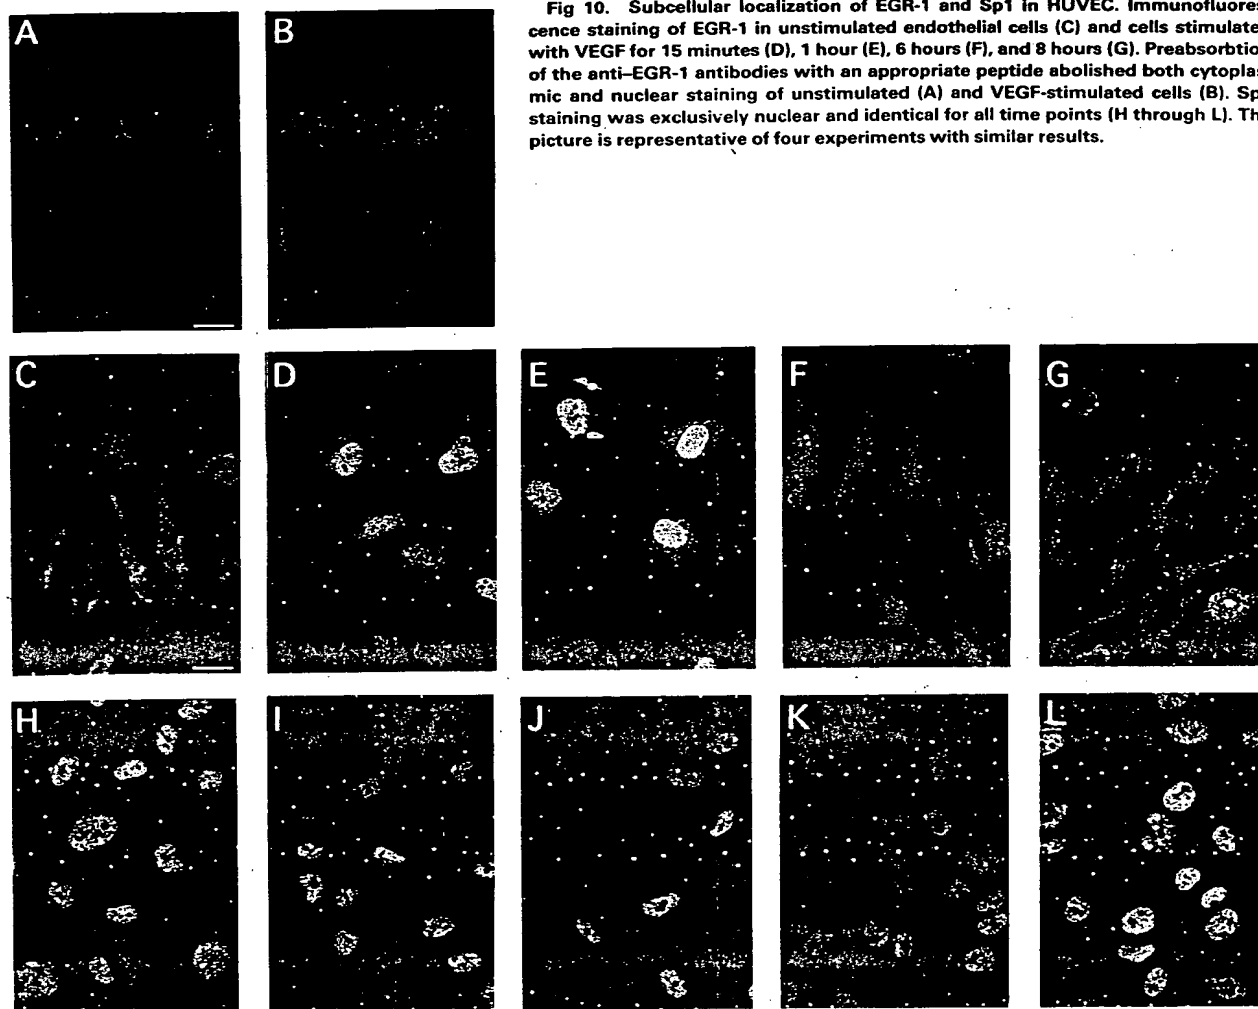 Fig 10. Subcellular localization of EGR-1 and Sp1 in HUVEC. Immunofluores-
cence staining of EGR-1 in unstimulated endothelial cells (C) and cells stimulate
with VEGF for 15 minutes (D), 1 hour (E), 6 hours (F), and 8 hours (G). Preabsorbtio
of the anti–EGR-1 antibodies with an appropriate peptide abolished both cytoplas
mic and nuclear staining of unstimulated (A) and VEGF-stimulated cells (B). Sp
staining was exclusively nuclear and identical for all time points (H through L). Th
picture is representative of four experiments with similar results.
A B
C D E F G
H I J K L